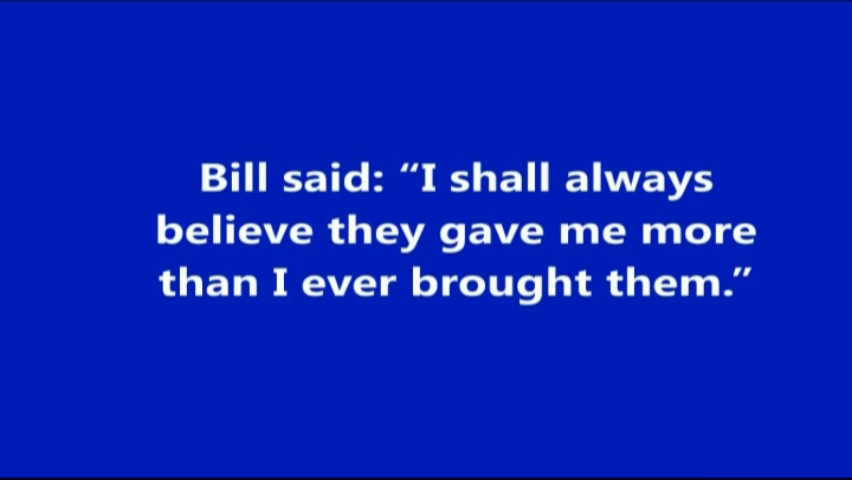 Bill said: “I shall always
believe they gave me more
than I ever brought them.”